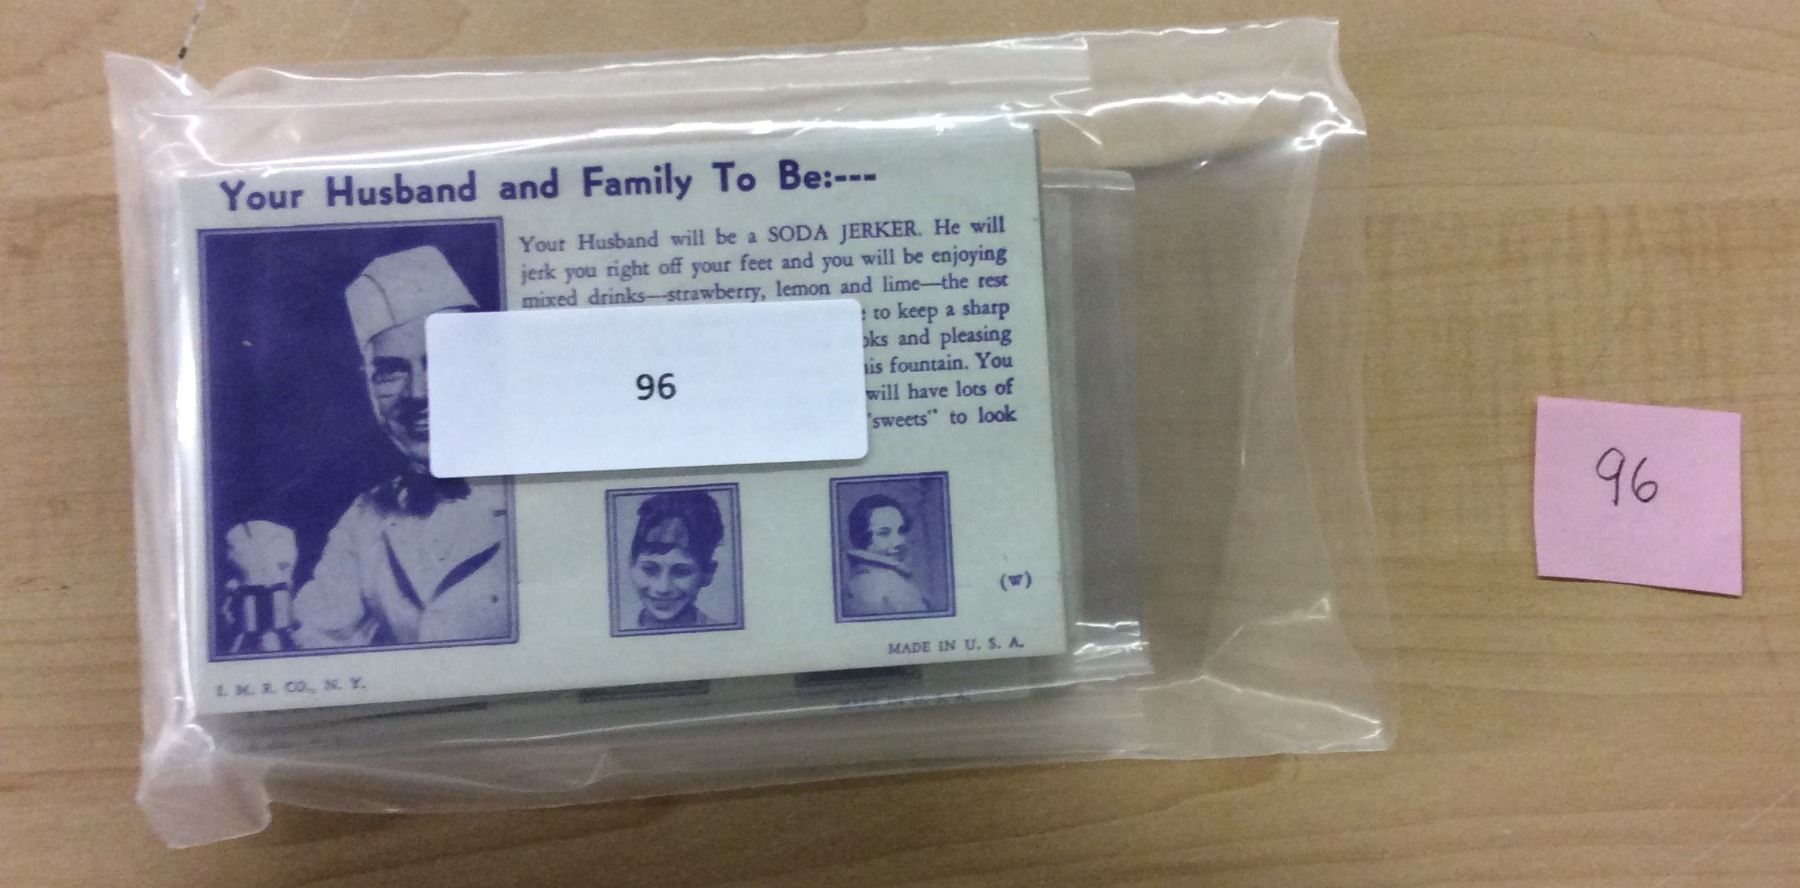 Your Husband and Family To Be:---
Your Husband will be a SODA JERKER. He will
jerk you right off your feet and you will be enjoying
mixed drinks—strawberry, lemon and lime—the rest
to keep a sharp
and pleasing
fountain. You
will have lots of
"sweets" to look
96
(w)
MADE IN U. S. A.
CO., N. Y.
96